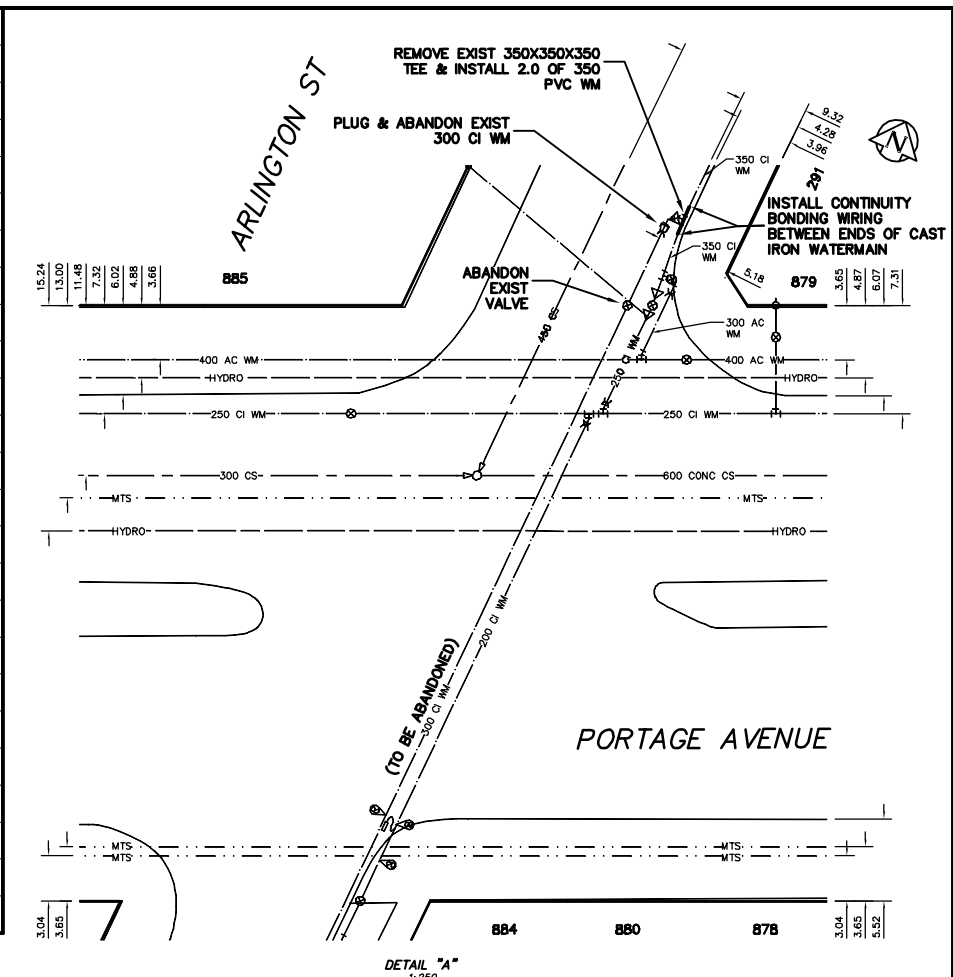 REMOVE EXIST 350X350X350
TEE & INSTALL 2.0 OF 350
PVC WM
PLUG & ABANDON EXIST
300 CI WM
ARLINGTON ST
9.32
4.28
3.96
N
350 CI
WM
291
INSTALL CONTINUITY
BONDING WIRING
BETWEEN ENDS OF CAST
IRON WATERMAIN
350 CI
WM
15.24
13.00
11.48
7.32
6.02
4.88
3.66
885
ABANDON
EXIST
VALVE
5.18
879
3.65
4.87
6.07
7.31
450 CS
300 AC
WM
400 AC WM
400 AC WM
HYDRO
HYDRO
250 WM
250 CI WM
250 CI WM
300 CS
600 CONC CS
MTS
MTS
HYDRO
HYDRO
200 CI WM
(TO BE ABANDONED)
300 CI WM
PORTAGE AVENUE
MTS
MTS
MTS
MTS
3.04
3.65
884
880
878
3.04
3.65
5.52
DETAIL "A"
1:250